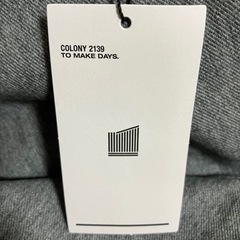 COLONY 2139
TO MAKE DAYS.